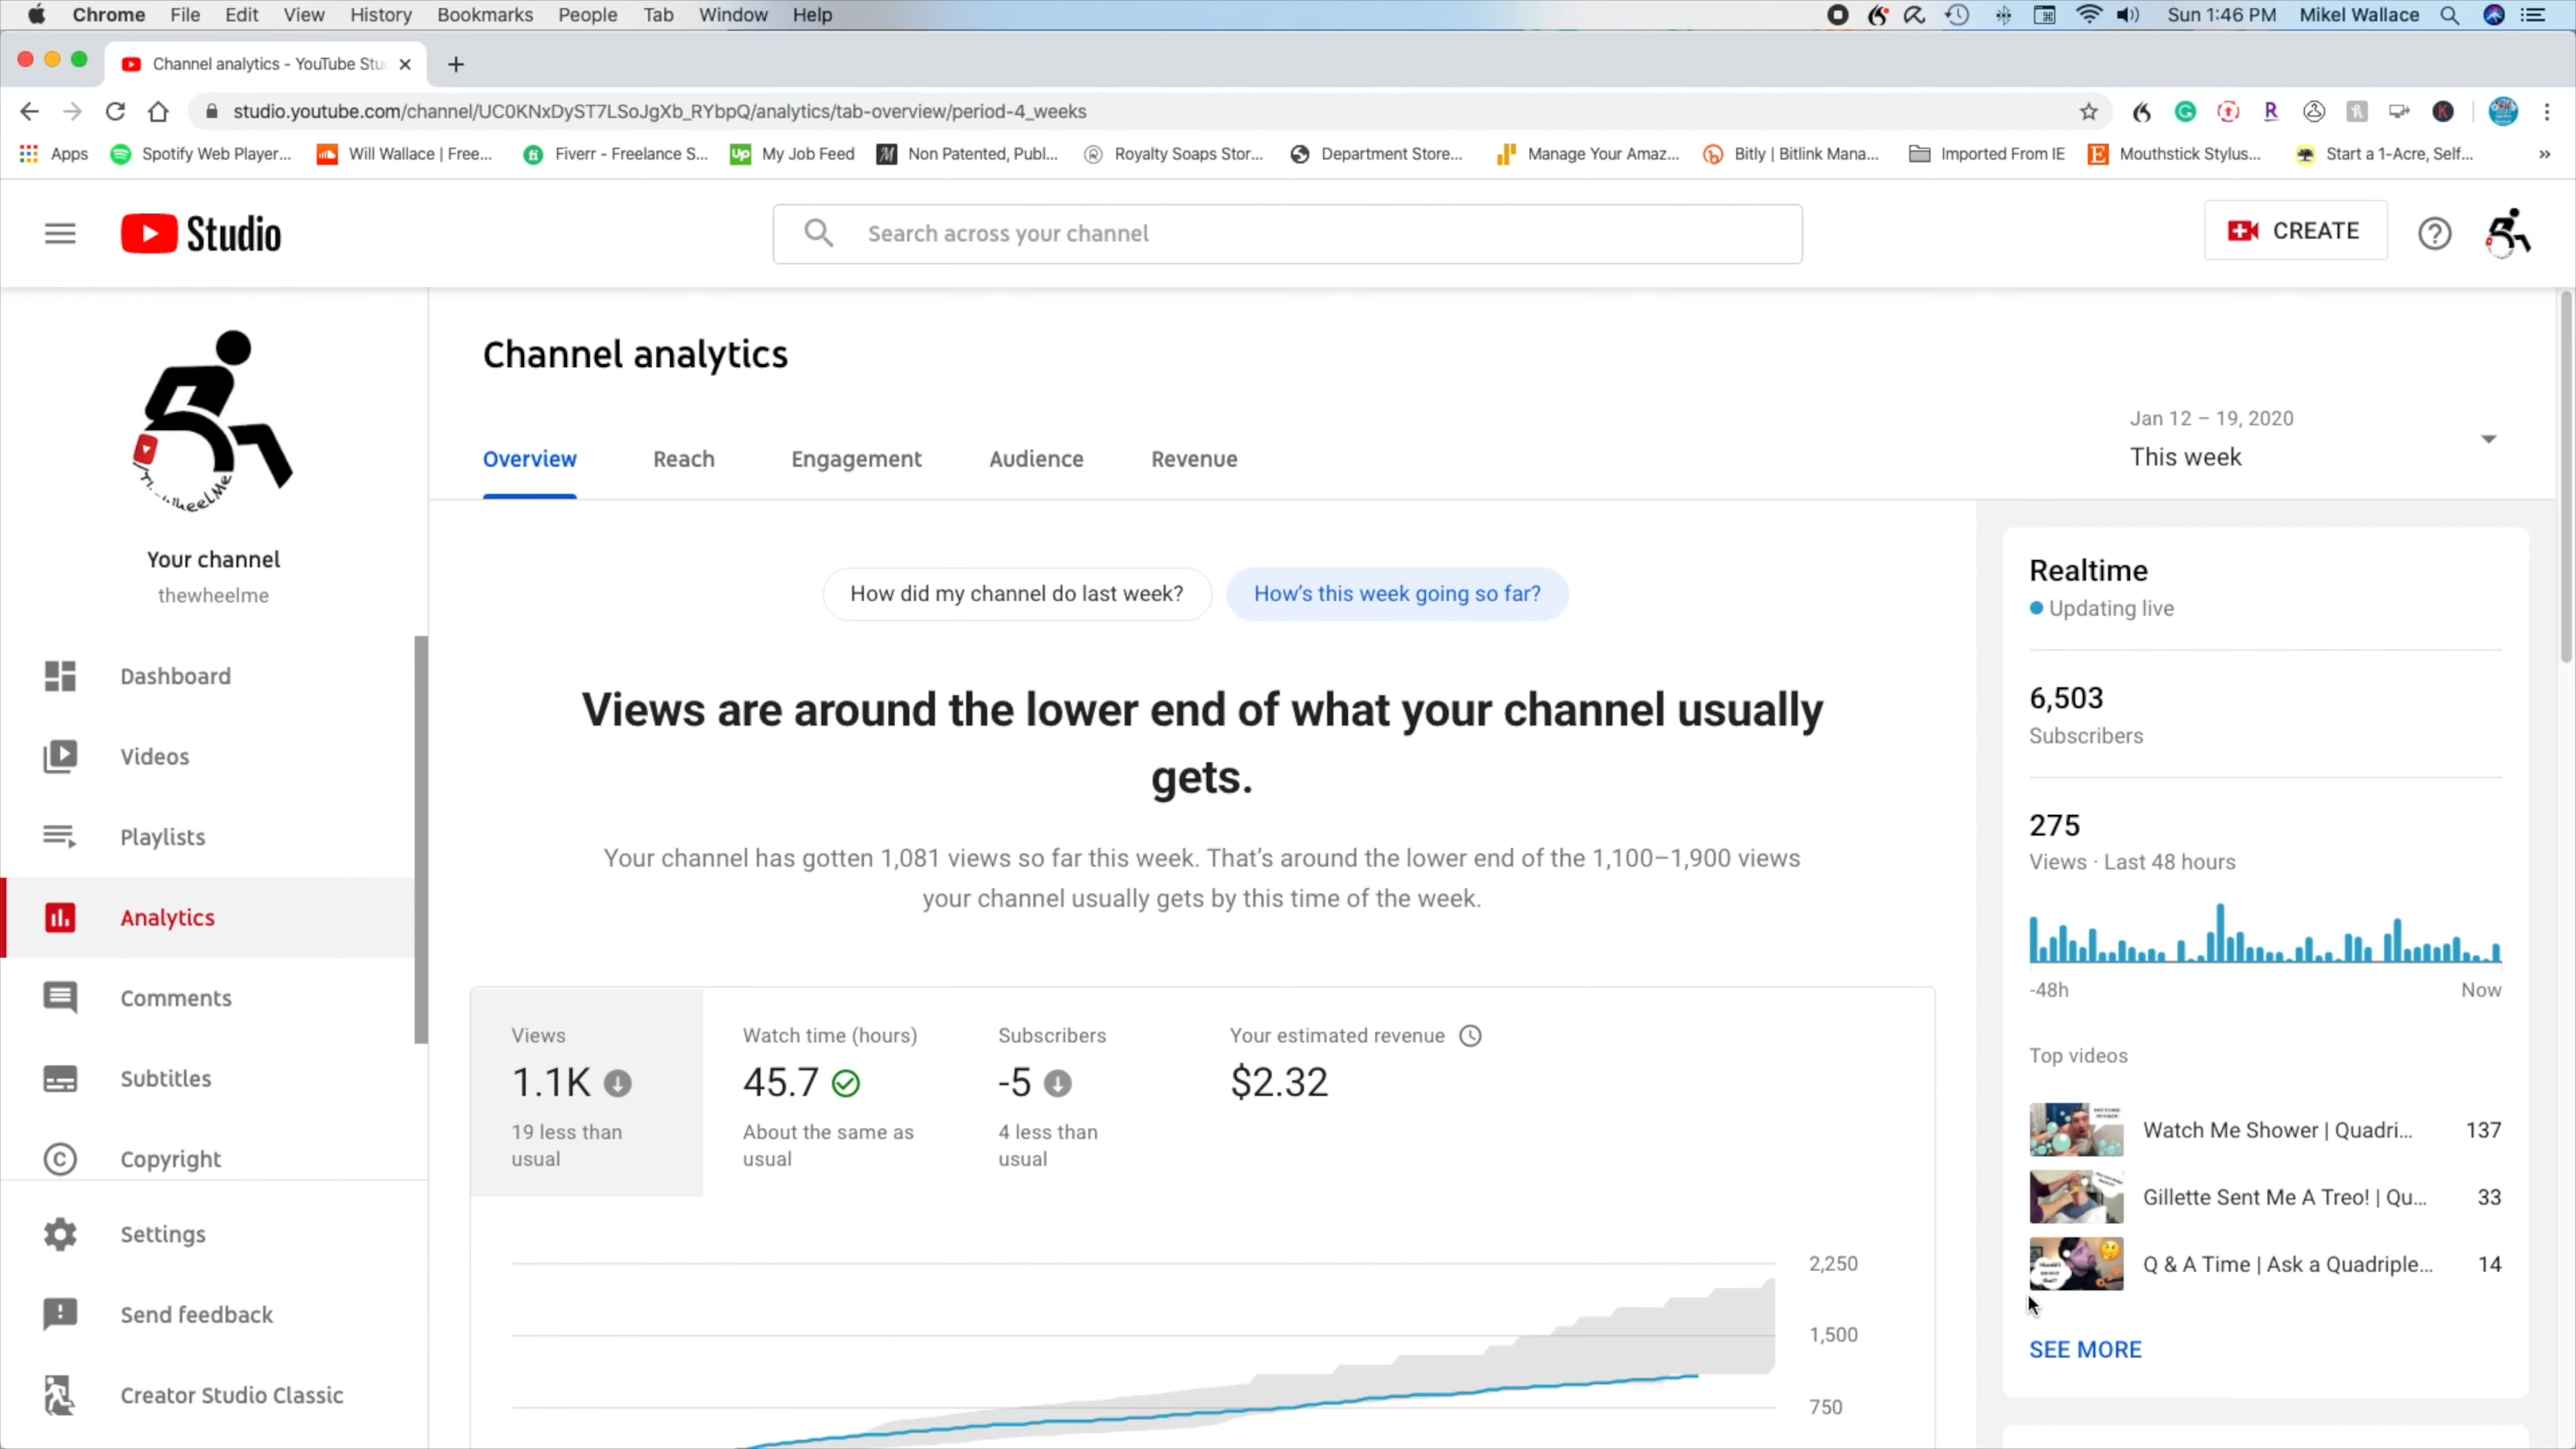 Chrome File Edit View History Bookmarks People Tab Window Help Sun 1:46 PM Mikel Wallace
Channel analytics - YouTube Stu
studio.youtube.com/channel/UC0KNxDyST7LSoJgXb_RYbpQ/analytics/tab-overview/period-4_weeks
Apps Spotify Web Player... Will Wallace | Free... Fiverr - Freelance S... My Job Feed Non Patented, Publ... Royalty Soaps Stor... Department Store... Manage Your Amaz... Bitly | Bitlink Mana... Imported From IE Mouthstick Stylus... Start a 1-Acre, Self...
Studio
Search across your channel
CREATE
Your channel
thewheelme
Dashboard
Videos
Playlists
Analytics
Comments
Subtitles
Copyright
Settings
Send feedback
Creator Studio Classic
Channel analytics
Jan 12 – 19, 2020
This week
Overview Reach Engagement Audience Revenue
How did my channel do last week? How's this week going so far?
Views are around the lower end of what your channel usually
gets.
Your channel has gotten 1,081 views so far this week. That's around the lower end of the 1,100–1,900 views
your channel usually gets by this time of the week.
Views Watch time (hours) Subscribers Your estimated revenue
1.1K 45.7 -5 $2.32
19 less than About the same as 4 less than
usual usual usual
2,250
1,500
750
Realtime
Updating live
6,503
Subscribers
275
Views · Last 48 hours
-48h Now
Top videos
Watch Me Shower | Quadri... 137
Gillette Sent Me A Treo! | Qu... 33
Q & A Time | Ask a Quadriple... 14
SEE MORE